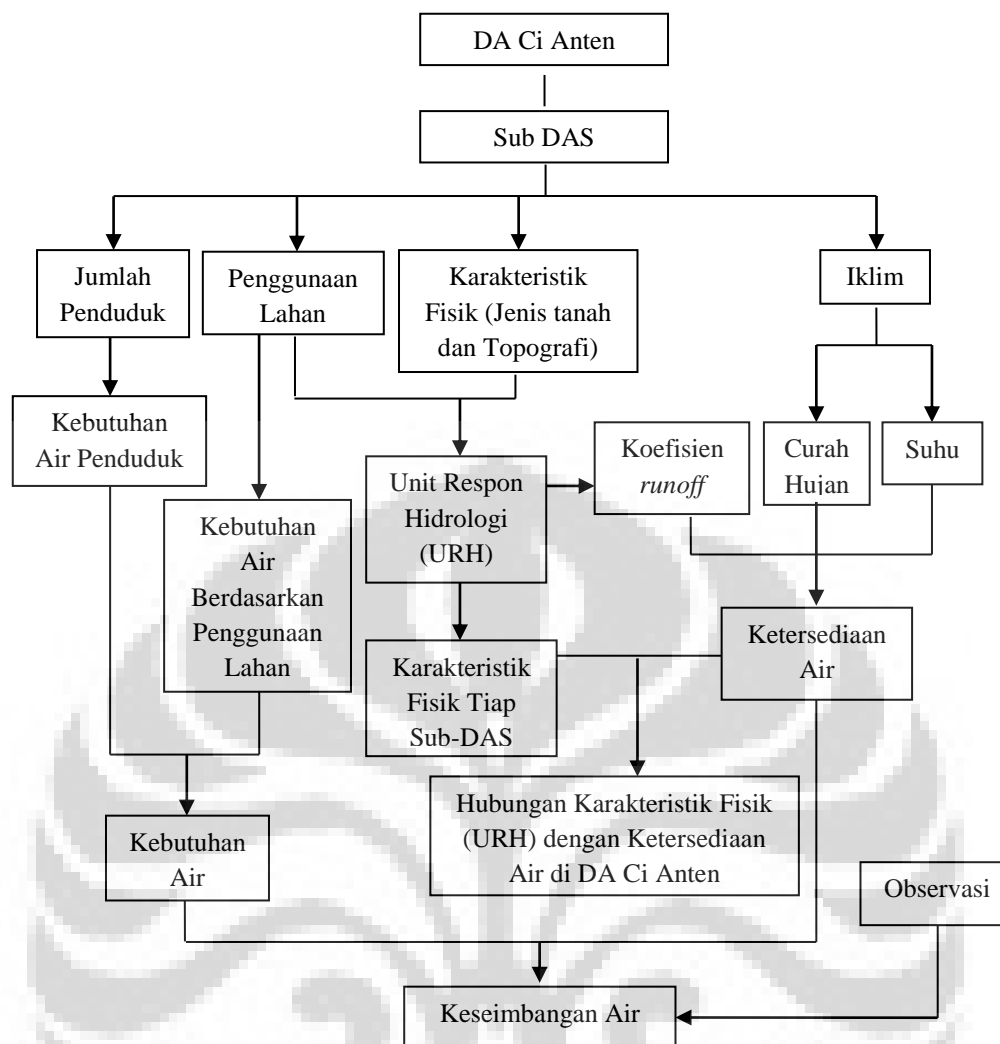 DA Ci Anten
Sub DAS
Jumlah
Penduduk
Penggunaan
Lahan
Karakteristik
Fisik (Jenis tanah
dan Topografi)
Iklim
Kebutuhan
Air Penduduk
Kebutuhan
Air
Berdasarkan
Penggunaan
Lahan
Unit Respon
Hidrologi
(URH)
Koefisien
runoff
Curah
Hujan
Suhu
Karakteristik
Fisik Tiap
Sub-DAS
Ketersediaan
Air
Kebutuhan
Air
Hubungan Karakteristik Fisik
(URH) dengan Ketersediaan
Air di DA Ci Anten
Observasi
Keseimbangan Air